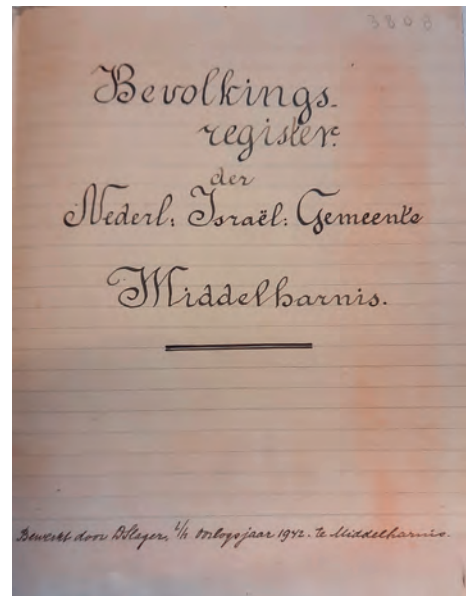 3808
Bevolkings-
register.
der
Nederl: Israël: Gemeente
Middelharnis.
Bewerkt door Slager, i/h Oorlogsjaar 1942. te Middelharnis.